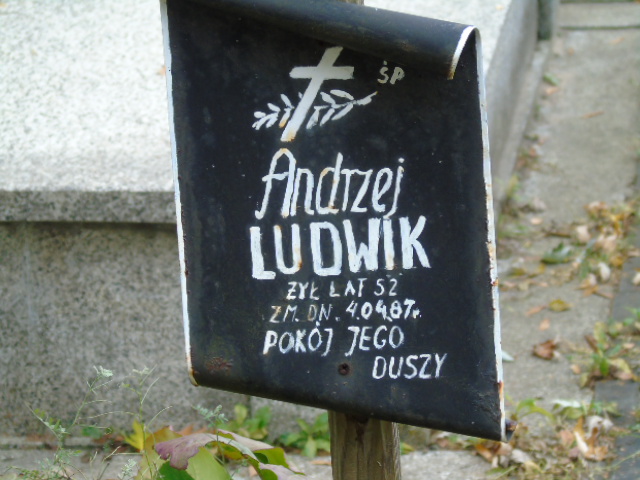 ŚP
Andrzej
LUDWIK
ŻYŁ LAT 52
ZM. DN. 4.04.87r.
POKÓJ JEGO
DUSZY